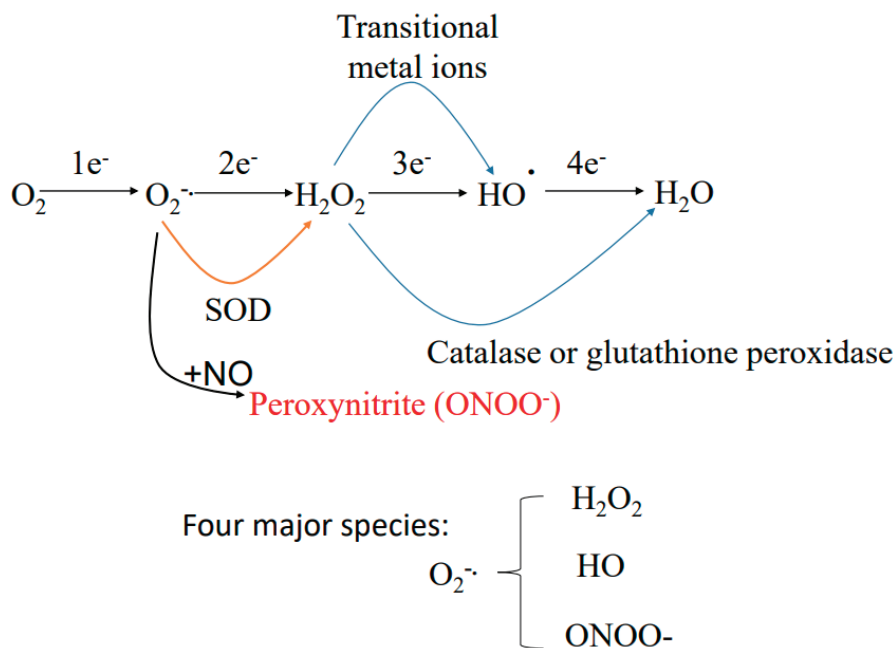 Transitional
metal ions
1e⁻ 2e⁻ 3e⁻ 4e⁻
O₂ O₂⁻· H₂O₂ HO· H₂O
SOD
Catalase or glutathione peroxidase
+NO
Peroxynitrite (ONOO⁻)
H₂O₂
Four major species:
O₂⁻· HO
ONOO-